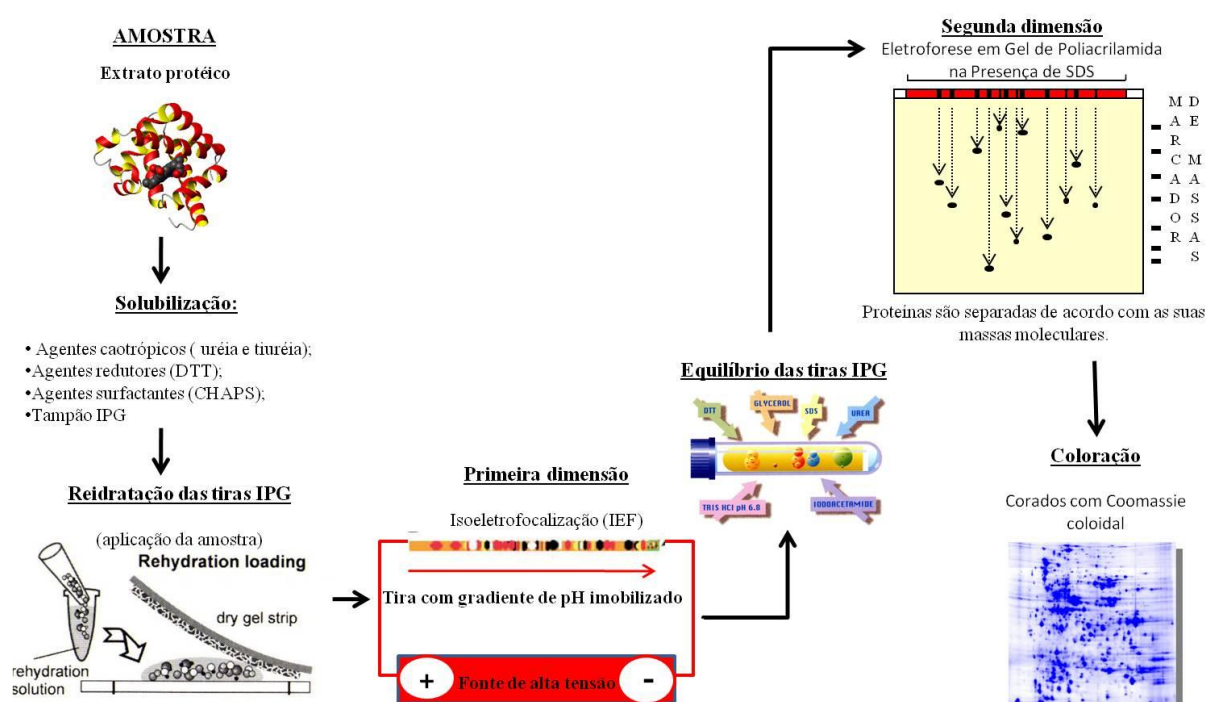 AMOSTRA
Extrato protéico
Solubilização:
• Agentes caotrópicos ( uréia e tiuréia);
•Agentes redutores (DTT);
•Agentes surfactantes (CHAPS);
•Tampão IPG
Reidratação das tiras IPG
(aplicação da amostra)
Rehydration loading
dry gel strip
rehydration
solution
Primeira dimensão
Isoeletrofocalização (IEF)
Tira com gradiente de pH imobilizado
+ Fonte de alta tensão -
Equilíbrio das tiras IPG
DTT
GLYCEROL
SDS
UREA
TRIS HCl pH 6.8
IODOACETAMIDE
Segunda dimensão
Eletroforese em Gel de Poliacrilamida
na Presença de SDS
MARCADOR
DE MASSAS
Proteínas são separadas de acordo com as suas
massas moleculares.
Coloração
Corados com Coomassie
coloidal